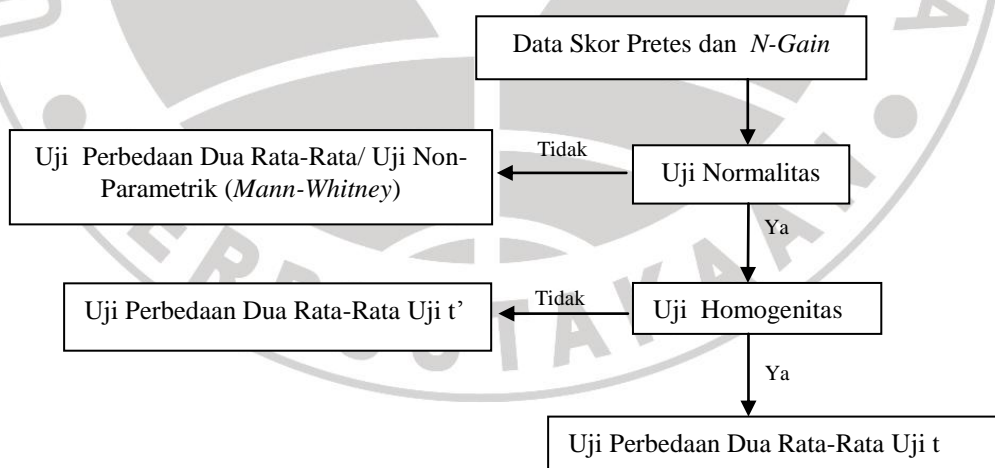 Data Skor Pretes dan N-Gain
Uji Perbedaan Dua Rata-Rata/ Uji Non-
Parametrik (Mann-Whitney)
Tidak
Uji Normalitas
Ya
Uji Perbedaan Dua Rata-Rata Uji t’
Tidak
Uji Homogenitas
Ya
Uji Perbedaan Dua Rata-Rata Uji t